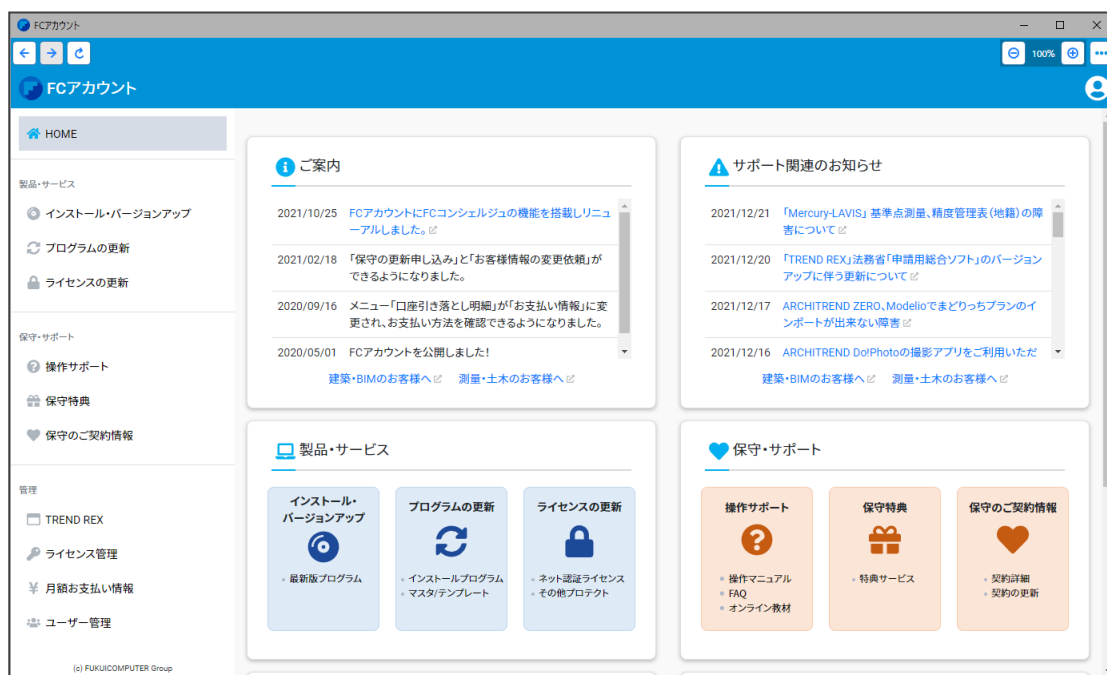 FCアカウント
100%
FCアカウント
HOME
製品・サービス
インストール・バージョンアップ
プログラムの更新
ライセンスの更新
保守・サポート
操作サポート
保守特典
保守のご契約情報
管理
TREND REX
ライセンス管理
月額お支払い情報
ユーザー管理
(c) FUKUICOMPUTER Group
ご案内
2021/10/25 FCアカウントにFCコンシェルジュの機能を搭載しリニュ
ーアルしました。
2021/02/18 「保守の更新申し込み」と「お客様情報の変更依頼」が
できるようになりました。
2020/09/16 メニュー「口座引き落とし明細」が「お支払い情報」に変
更され、お支払い方法を確認できるようになりました。
2020/05/01 FCアカウントを公開しました!
建築・BIMのお客様へ 測量・土木のお客様へ
サポート関連のお知らせ
2021/12/21 「Mercury-LAVIS」 基準点測量、精度管理表(地籍)の障
害について
2021/12/20 「TREND REX」法務省「申請用総合ソフト」のバージョン
アップに伴う更新について
2021/12/17 ARCHITREND ZERO、Modelioでまどりっちプランのイ
ンポートが出来ない障害
2021/12/16 ARCHITREND Do!Photoの撮影アプリをご利用いただ
建築・BIMのお客様へ 測量・土木のお客様へ
製品・サービス
インストール・
バージョンアップ
最新版プログラム
プログラムの更新
インストールプログラム
マスタ/テンプレート
ライセンスの更新
ネット認証ライセンス
その他プロテクト
保守・サポート
操作サポート
操作マニュアル
FAQ
オンライン教材
保守特典
特典サービス
保守のご契約情報
契約詳細
契約の更新